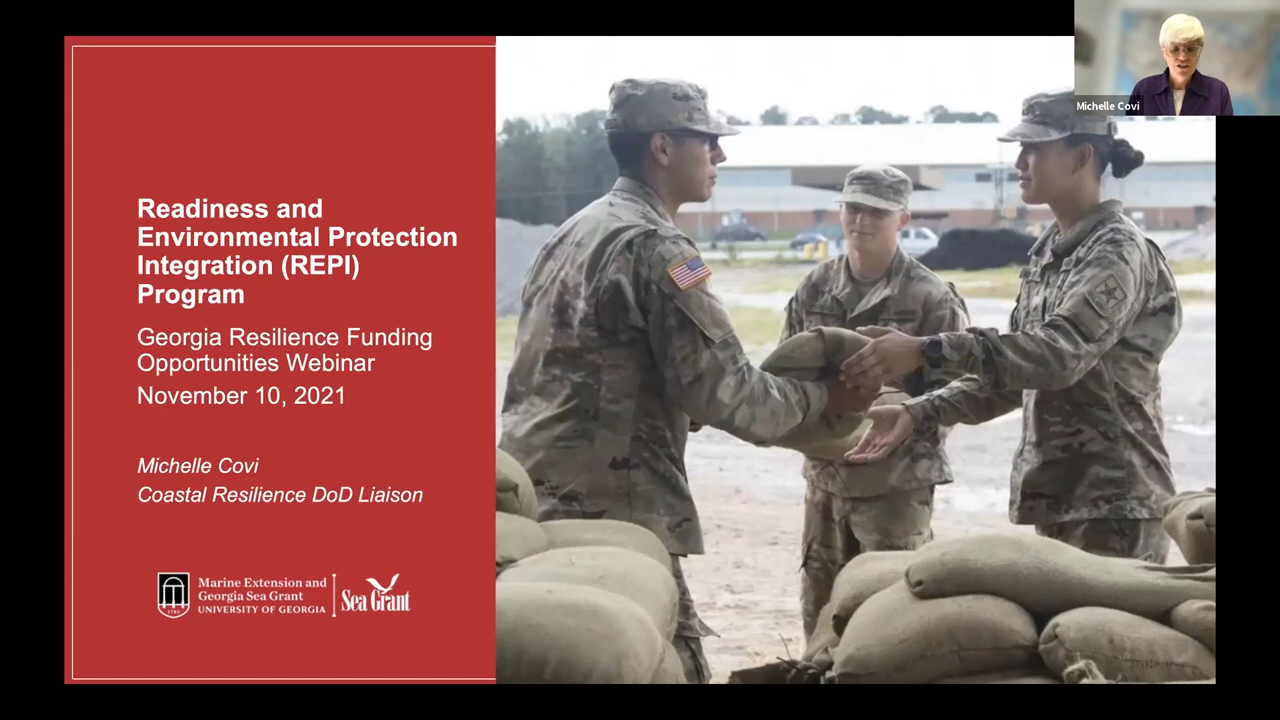 Readiness and
Environmental Protection
Integration (REPI)
Program
Georgia Resilience Funding
Opportunities Webinar
November 10, 2021
Michelle Covi
Coastal Resilience DoD Liaison
1785
Marine Extension and
Georgia Sea Grant
UNIVERSITY OF GEORGIA
Sea Grant
Michelle Covi